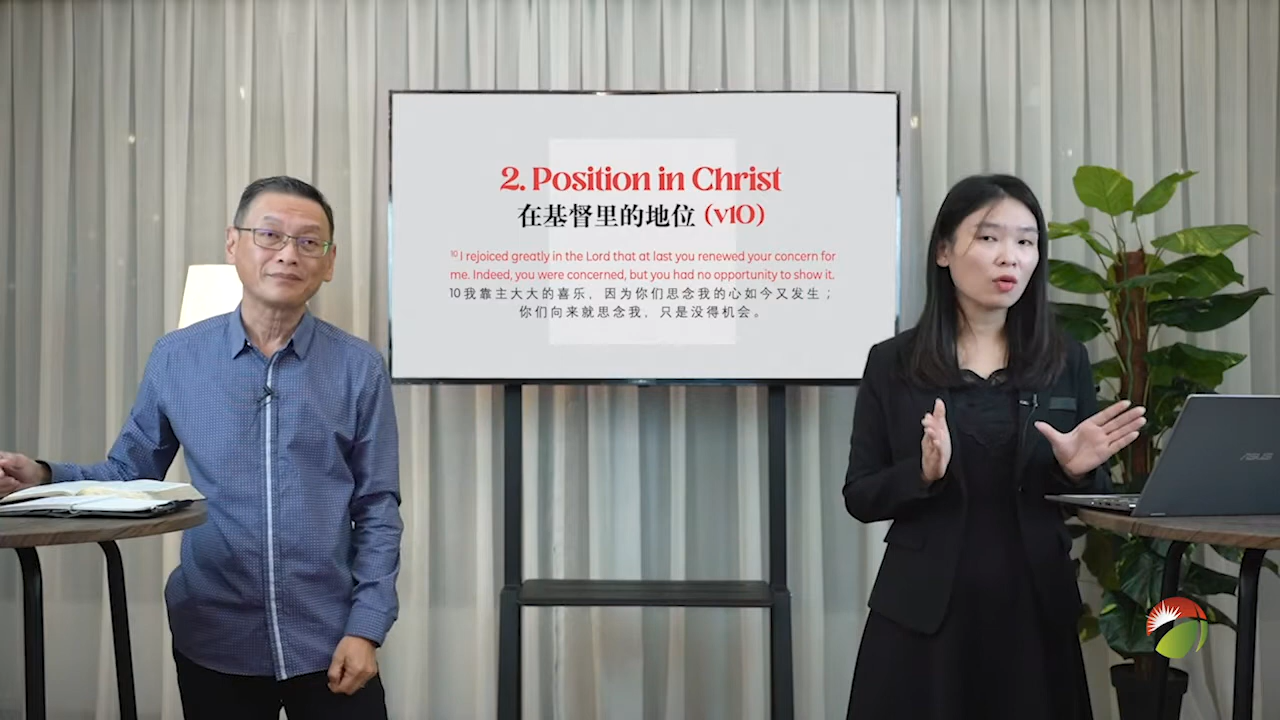 2. Position in Christ
在基督里的地位 (v10)
10 I rejoiced greatly in the Lord that at last you renewed your concern for
me. Indeed, you were concerned, but you had no opportunity to show it.
10我靠主大大的喜乐，因为你们思念我的心如今又发生；
你们向来就思念我，只是没得机会。
ASUS